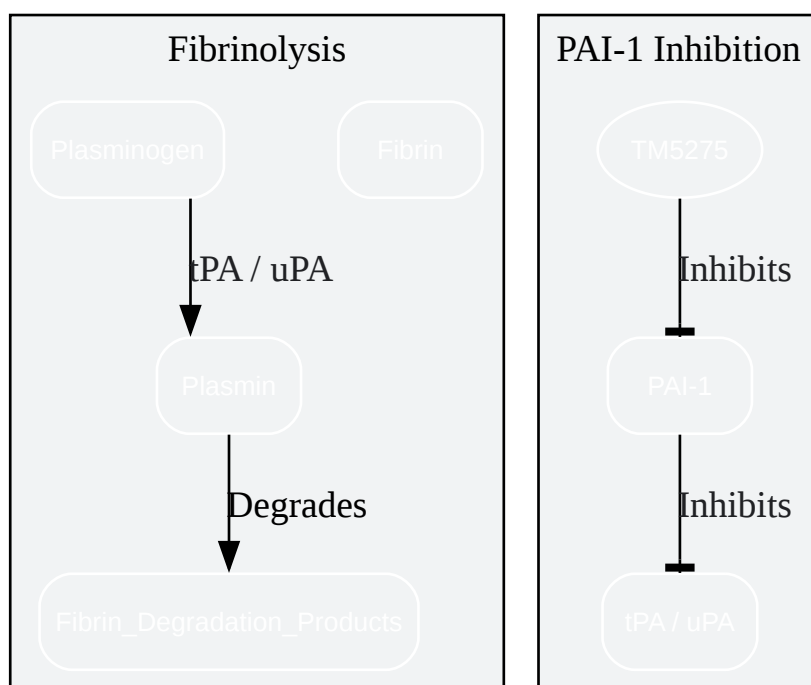 Fibrinolysis
PAI-1 Inhibition
Plasminogen
Fibrin
TM5275
tPA / uPA
Inhibits
Plasmin
PAI-1
Degrades
Inhibits
Fibrin_Degradation_Products
tPA / uPA